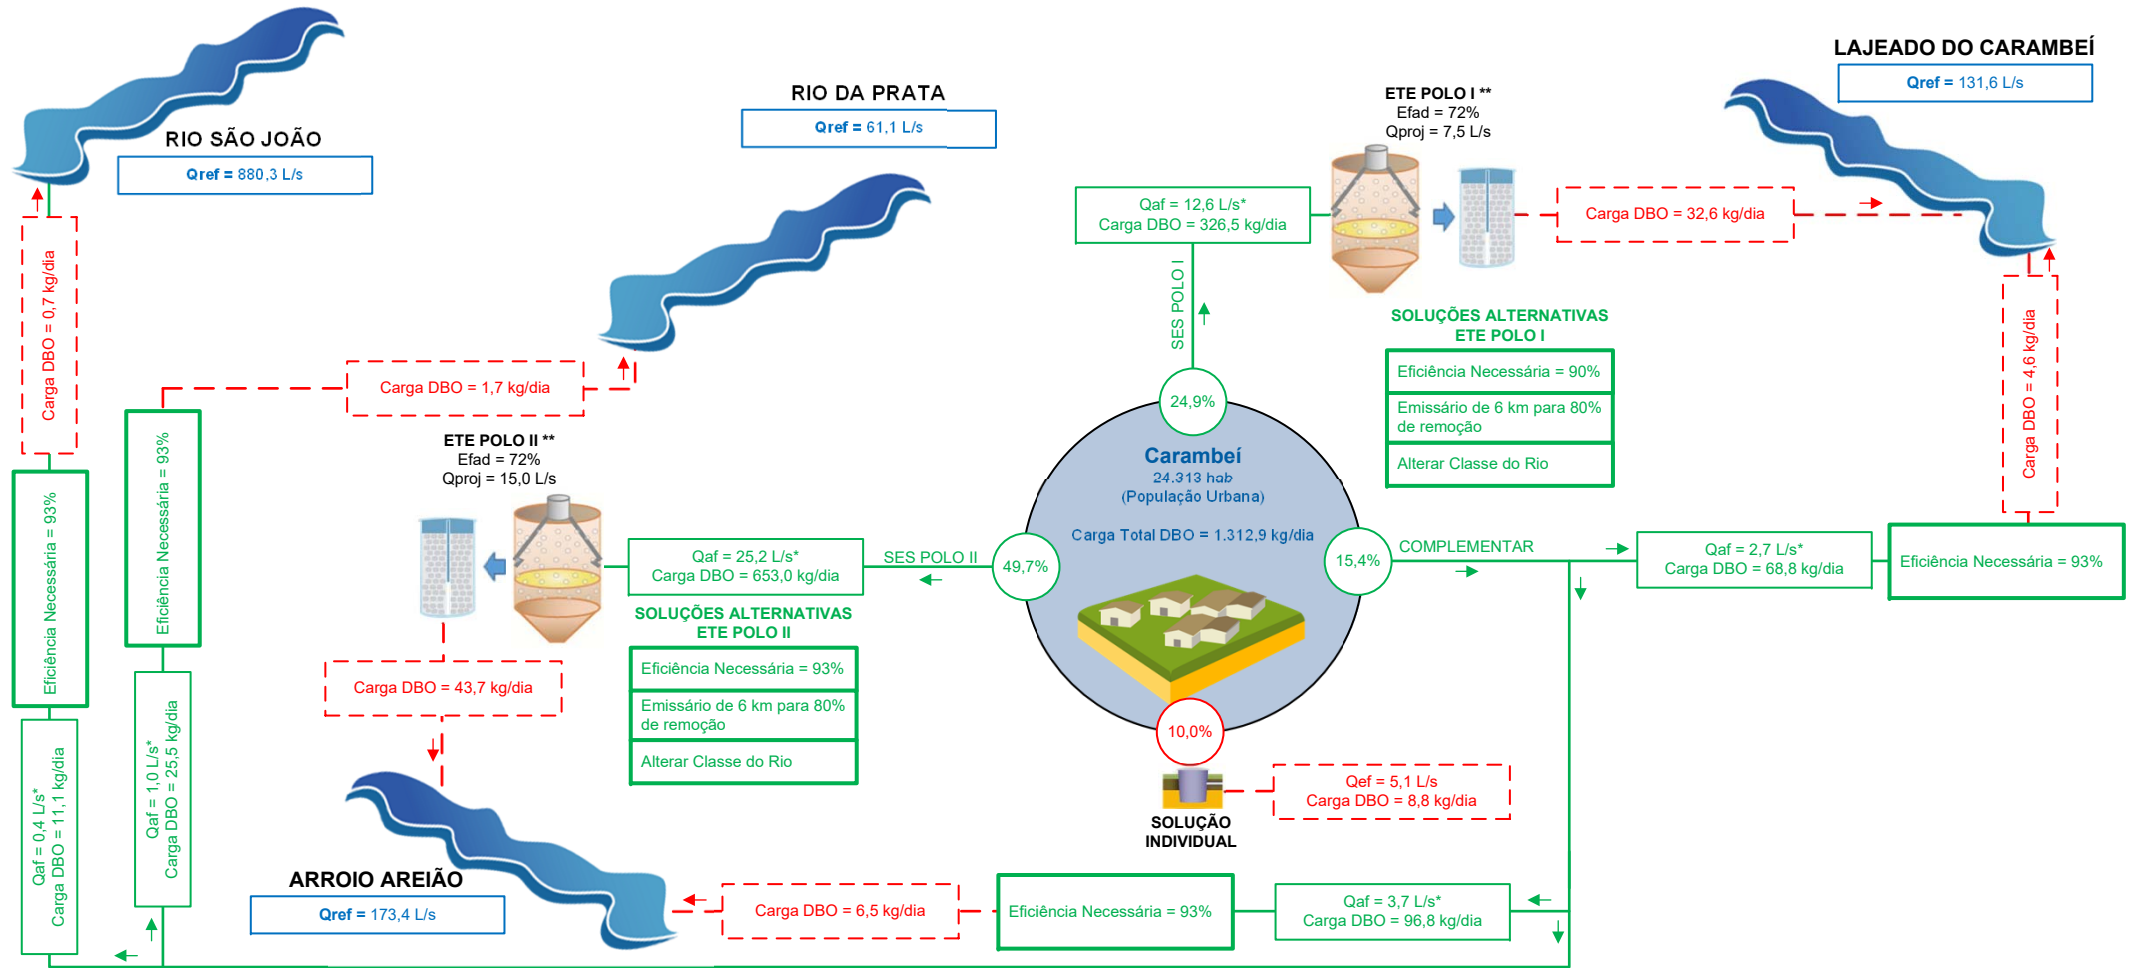 LAJEADO DO CARAMBEÍ
Qref = 131,6 L/s
RIO DA PRATA
Qref = 61,1 L/s
RIO SÃO JOÃO
Qref = 880,3 L/s
ETE POLO I **
Efad = 72%
Qproj = 7,5 L/s
Qaf = 12,6 L/s*
Carga DBO = 326,5 kg/dia
Carga DBO = 32,6 kg/dia
SES POLO I
Carga DBO = 0,7 kg/dia
Carga DBO = 4,6 kg/dia
SOLUÇÕES ALTERNATIVAS
ETE POLO I
Eficiência Necessária = 90%
Emissário de 6 km para 80%
de remoção
Alterar Classe do Rio
Carga DBO = 1,7 kg/dia
24,9%
ETE POLO II **
Efad = 72%
Qproj = 15,0 L/s
Carambeí
24.313 hab
(População Urbana)
Carga Total DBO = 1.312,9 kg/dia
Eficiência Necessária = 93%
Eficiência Necessária = 93%
Qaf = 25,2 L/s*
Carga DBO = 653,0 kg/dia
SES POLO II
49,7%
15,4%
COMPLEMENTAR
Qaf = 2,7 L/s*
Carga DBO = 68,8 kg/dia
Eficiência Necessária = 93%
SOLUÇÕES ALTERNATIVAS
ETE POLO II
Eficiência Necessária = 93%
Emissário de 6 km para 80%
de remoção
Alterar Classe do Rio
Carga DBO = 43,7 kg/dia
10,0%
Qef = 5,1 L/s
Carga DBO = 8,8 kg/dia
SOLUÇÃO
INDIVIDUAL
Qaf = 0,4 L/s*
Carga DBO = 11,1 kg/dia
Qaf = 1,0 L/s*
Carga DBO = 25,5 kg/dia
ARROIO AREIÃO
Qref = 173,4 L/s
Carga DBO = 6,5 kg/dia
Eficiência Necessária = 93%
Qaf = 3,7 L/s*
Carga DBO = 96,8 kg/dia